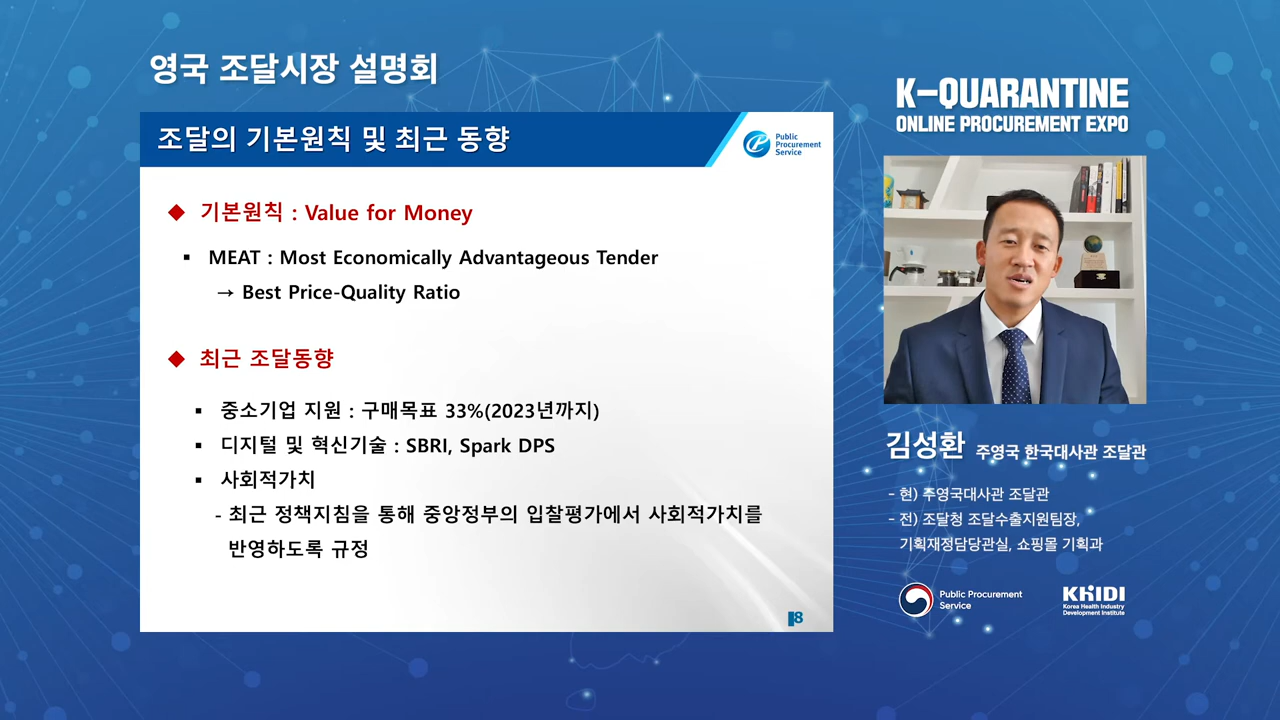 영국 조달시장 설명회
조달의 기본원칙 및 최근 동향
Public
Procurement
Service
◆ 기본원칙 : Value for Money
▪ MEAT : Most Economically Advantageous Tender
→ Best Price-Quality Ratio
◆ 최근 조달동향
▪ 중소기업 지원 : 구매목표 33%(2023년까지)
▪ 디지털 및 혁신기술 : SBRI, Spark DPS
▪ 사회적가치
- 최근 정책지침을 통해 중앙정부의 입찰평가에서 사회적가치를
반영하도록 규정
8
K-QUARANTINE
ONLINE PROCUREMENT EXPO
김성환 주영국 한국대사관 조달관
- 현) 주영국대사관 조달관
- 전) 조달청 조달수출지원팀장,
기획재정담당관실, 쇼핑몰 기획과
Public Procurement
Service
KHIDI
Korea Health Industry
Development Institute